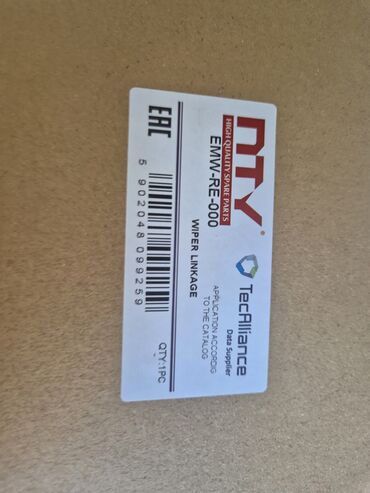 NTY
HIGH QUALITY SPARE PARTS
EMW-RE-000
TecAlliance
Data Supplier
WIPER LINKAGE
APPLICATION ACCORDIG
TO THE CATALOG
EAC
5 902048 099259
QTY:1PC